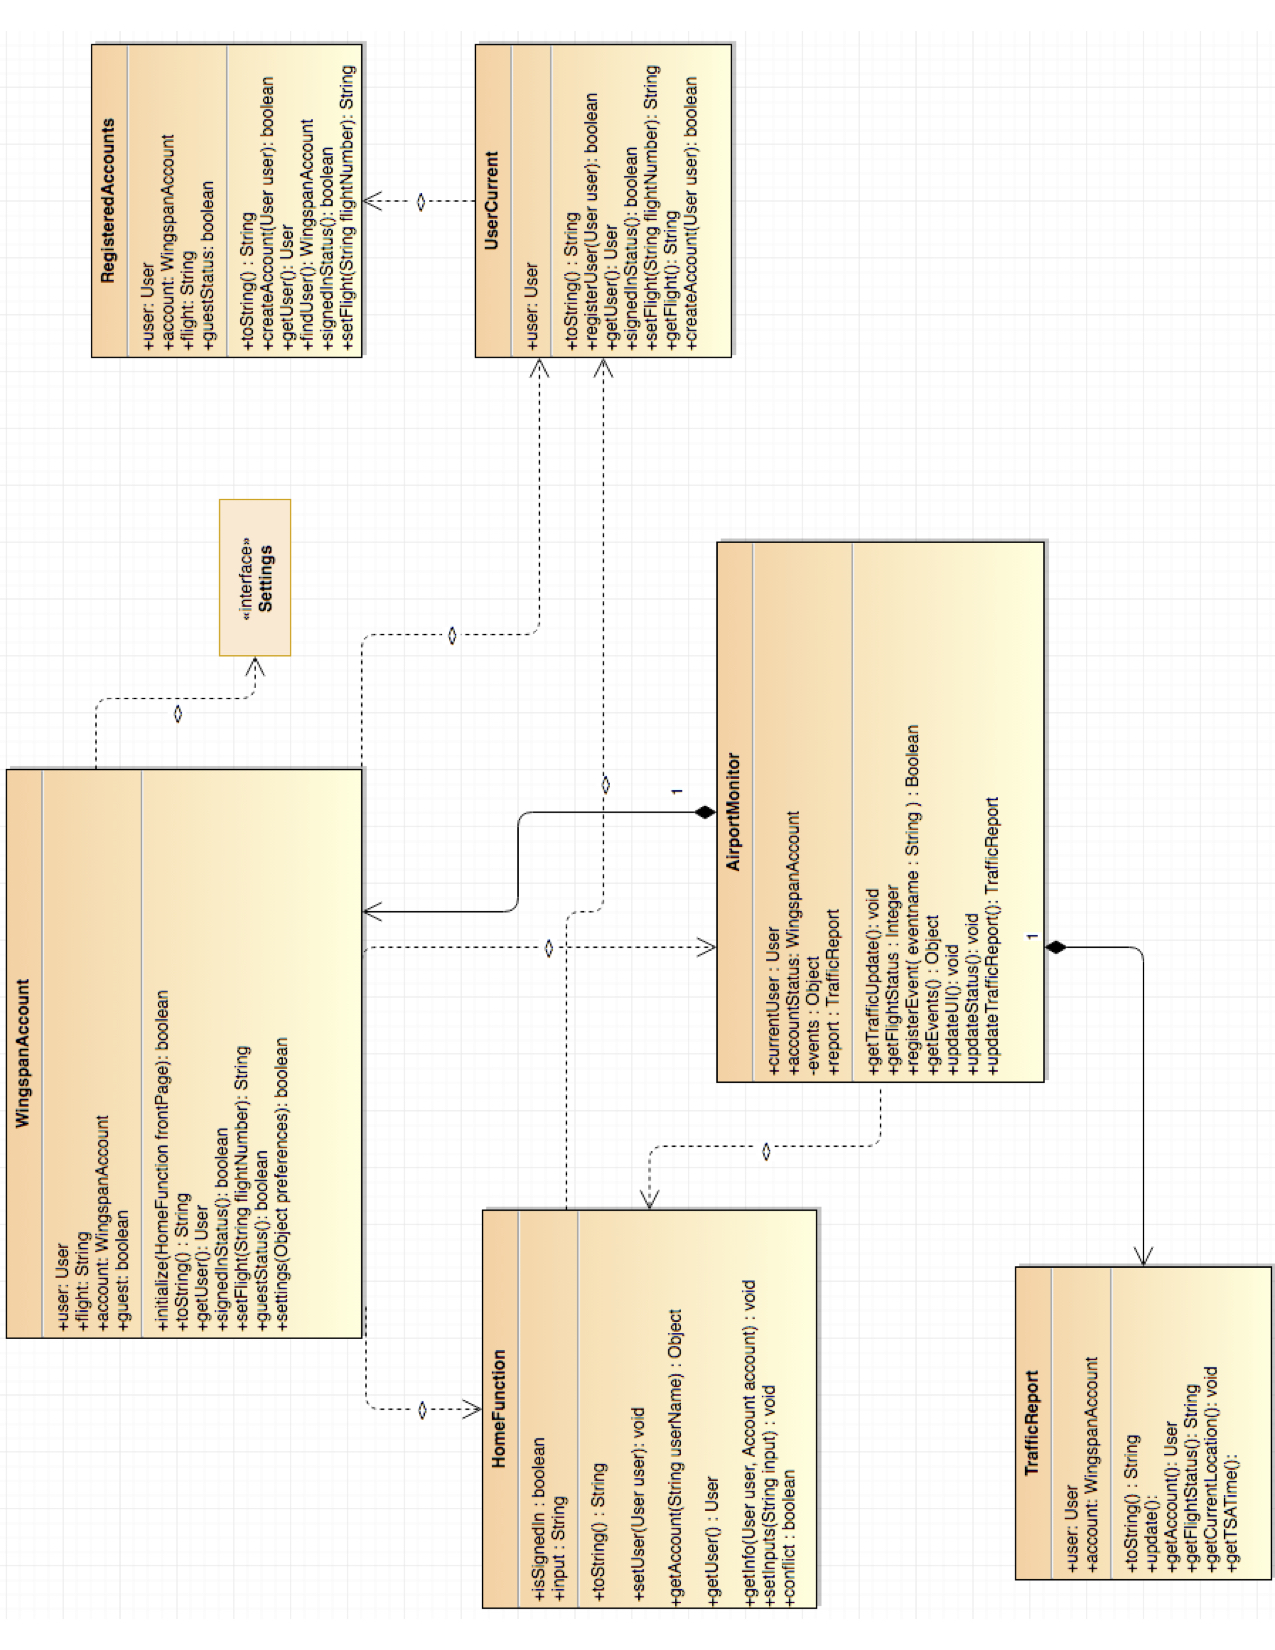 WingspanAccount
+user: User
+flight: String
+account: WingspanAccount
+guest: boolean
+initialize(HomeFunction frontPage): boolean
+toString() : String
+getUser(): User
+signedInStatus(): boolean
+setFlight(String flightNumber): String
+guestStatus(): boolean
+settings(Object preferences): boolean
«interface»
Settings
RegisteredAccounts
+user: User
+account: WingspanAccount
+flight: String
+guestStatus: boolean
+toString() : String
+createAccount(User user): boolean
+getUser(): User
+findUser(): WingspanAccount
+signedInStatus(): boolean
+setFlight(String flightNumber): String
HomeFunction
+isSignedIn : boolean
+input : String
+toString() : String
+setUser(User user): void
+getAccount(String userName) : Object
+getUser() : User
+getInfo(User user, Account account) : void
+setInputs(String input) : void
+conflict : boolean
UserCurrent
+user: User
+toString() : String
+registerUser(User user): boolean
+getUser(): User
+signedInStatus(): boolean
+setFlight(String flightNumber): String
+getFlight(): String
+createAccount(User user): boolean
1
AirportMonitor
+currentUser : User
+accountStatus: WingspanAccount
-events : Object
+report : TrafficReport
+getTrafficUpdate(): void
+getFlightStatus : Integer
+registerEvent( eventname : String ) : Boolean
+getEvents() : Object
+updateUI(): void
+updateStatus(): void
+updateTrafficReport(): TrafficReport
1
TrafficReport
+user: User
+account: WingspanAccount
+toString() : String
+update():
+getAccount(): User
+getFlightStatus(): String
+getCurrentLocation(): void
+getTSATime():